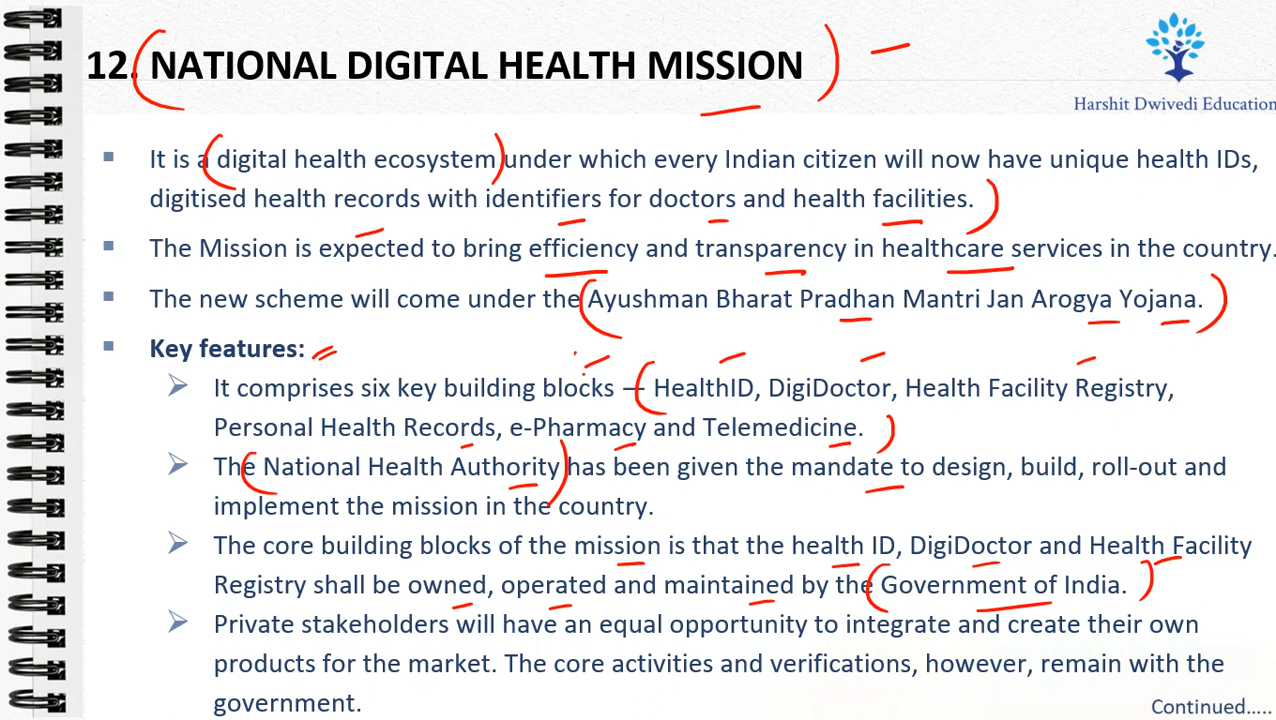 12. NATIONAL DIGITAL HEALTH MISSION
Harshit Dwivedi Education
▪ It is a digital health ecosystem under which every Indian citizen will now have unique health IDs,
digitised health records with identifiers for doctors and health facilities.
▪ The Mission is expected to bring efficiency and transparency in healthcare services in the country.
▪ The new scheme will come under the Ayushman Bharat Pradhan Mantri Jan Arogya Yojana.
▪ Key features:
➢ It comprises six key building blocks — HealthID, DigiDoctor, Health Facility Registry,
Personal Health Records, e-Pharmacy and Telemedicine.
➢ The National Health Authority has been given the mandate to design, build, roll-out and
implement the mission in the country.
➢ The core building blocks of the mission is that the health ID, DigiDoctor and Health Facility
Registry shall be owned, operated and maintained by the Government of India.
➢ Private stakeholders will have an equal opportunity to integrate and create their own
products for the market. The core activities and verifications, however, remain with the
government.
Continued.....